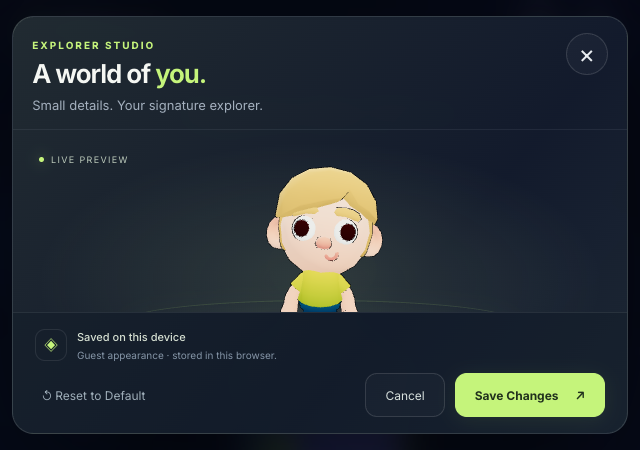 EXPLORER STUDIO
A world of you.
Small details. Your signature explorer.
LIVE PREVIEW
Saved on this device
Guest appearance · stored in this browser.
Reset to Default
Cancel
Save Changes